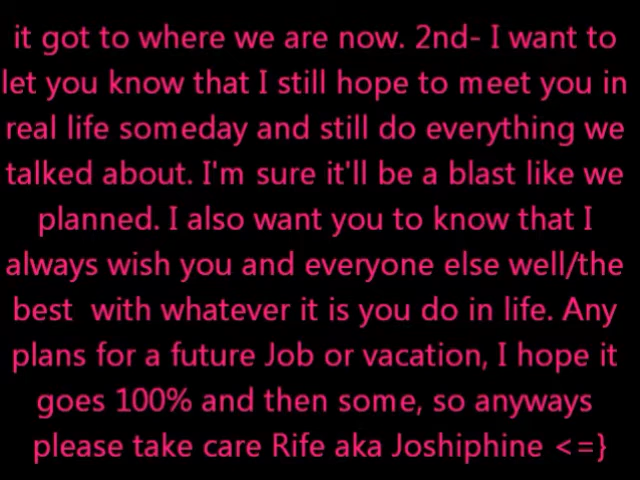 it got to where we are now. 2nd- I want to
let you know that I still hope to meet you in
real life someday and still do everything we
talked about. I'm sure it'll be a blast like we
planned. I also want you to know that I
always wish you and everyone else well/the
best  with whatever it is you do in life. Any
plans for a future Job or vacation, I hope it
goes 100% and then some, so anyways
please take care Rife aka Joshiphine <=}